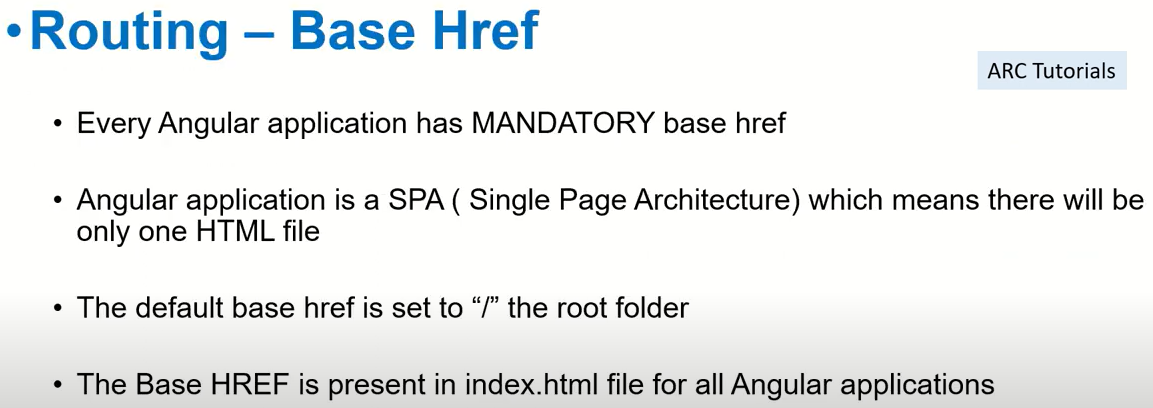 •Routing – Base Href
ARC Tutorials
• Every Angular application has MANDATORY base href
• Angular application is a SPA ( Single Page Architecture) which means there will be
only one HTML file
• The default base href is set to “/” the root folder
• The Base HREF is present in index.html file for all Angular applications